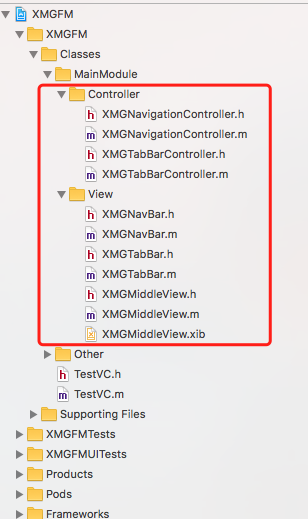 XMGFM
XMGFM
Classes
MainModule
Controller
h XMGNavigationController.h
m XMGNavigationController.m
h XMGTabBarController.h
m XMGTabBarController.m
View
h XMGNavBar.h
m XMGNavBar.m
h XMGTabBar.h
m XMGTabBar.m
h XMGMiddleView.h
m XMGMiddleView.m
XMGMiddleView.xib
Other
h TestVC.h
m TestVC.m
Supporting Files
XMGFMTests
XMGFMUITests
Products
Pods
Frameworks